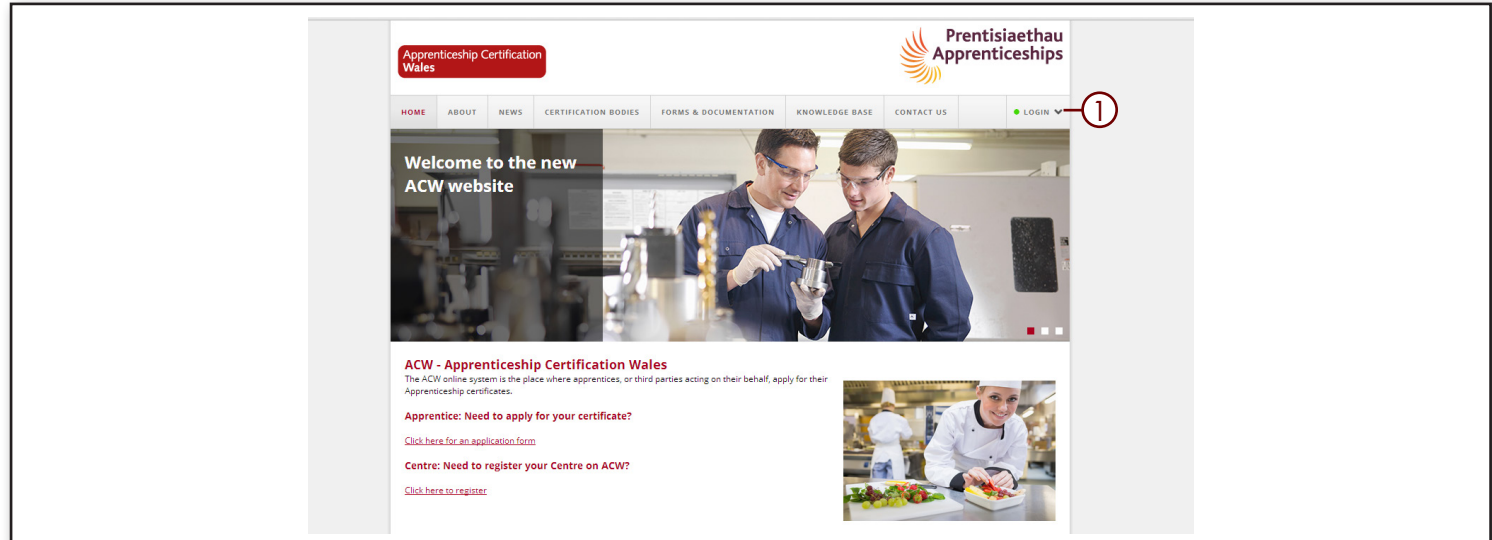 Apprenticeship Certification
Wales
Prentisiaethau
Apprenticeships
HOME ABOUT NEWS CERTIFICATION BODIES FORMS & DOCUMENTATION KNOWLEDGE BASE CONTACT US LOGIN
1
Welcome to the new
ACW website
ACW - Apprenticeship Certification Wales
The ACW online system is the place where apprentices, or third parties acting on their behalf, apply for their
Apprenticeship certificates.
Apprentice: Need to apply for your certificate?
Click here for an application form
Centre: Need to register your Centre on ACW?
Click here to register